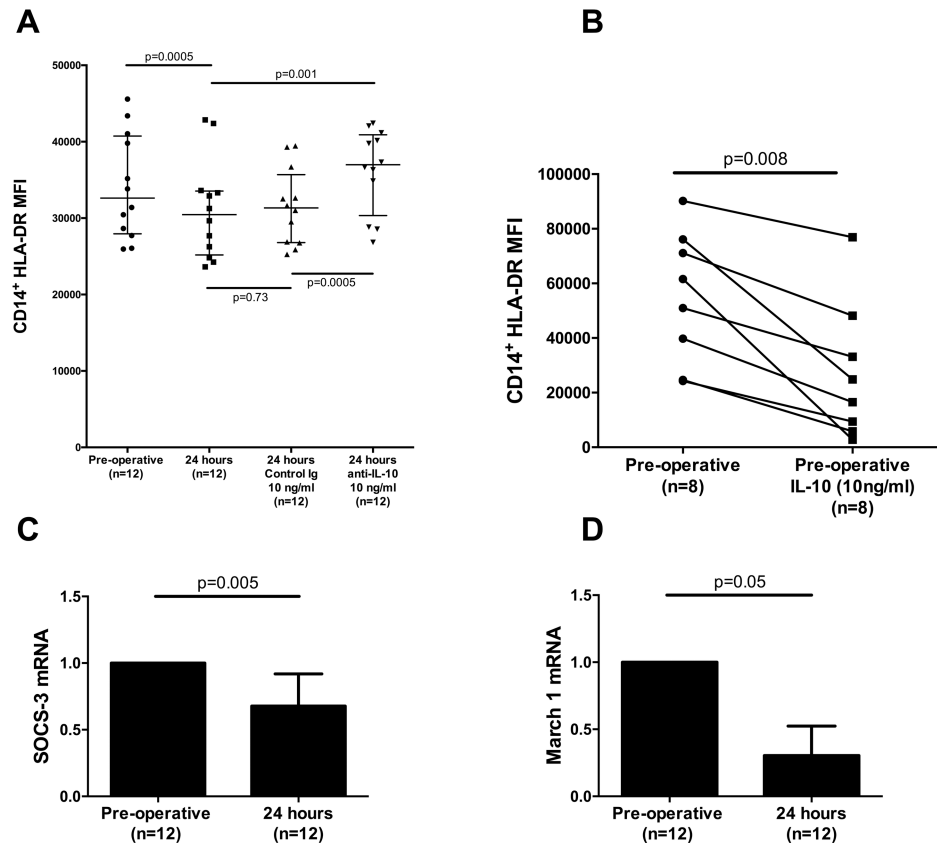 A
p=0.0005
p=0.001
50000
40000
30000
20000
10000
0
CD14+ HLA-DR MFI
p=0.73
p=0.0005
Pre-operative
(n=12)
24 hours
(n=12)
24 hours
Control Ig
10 ng/ml
(n=12)
24 hours
anti-IL-10
10 ng/ml
(n=12)
B
p=0.008
100000
80000
60000
40000
20000
0
CD14+ HLA-DR MFI
Pre-operative
(n=8)
Pre-operative
IL-10 (10ng/ml)
(n=8)
C
p=0.005
1.5
1.0
0.5
0.0
SOCS-3 mRNA
Pre-operative
(n=12)
24 hours
(n=12)
D
p=0.05
1.5
1.0
0.5
0.0
March 1 mRNA
Pre-operative
(n=12)
24 hours
(n=12)